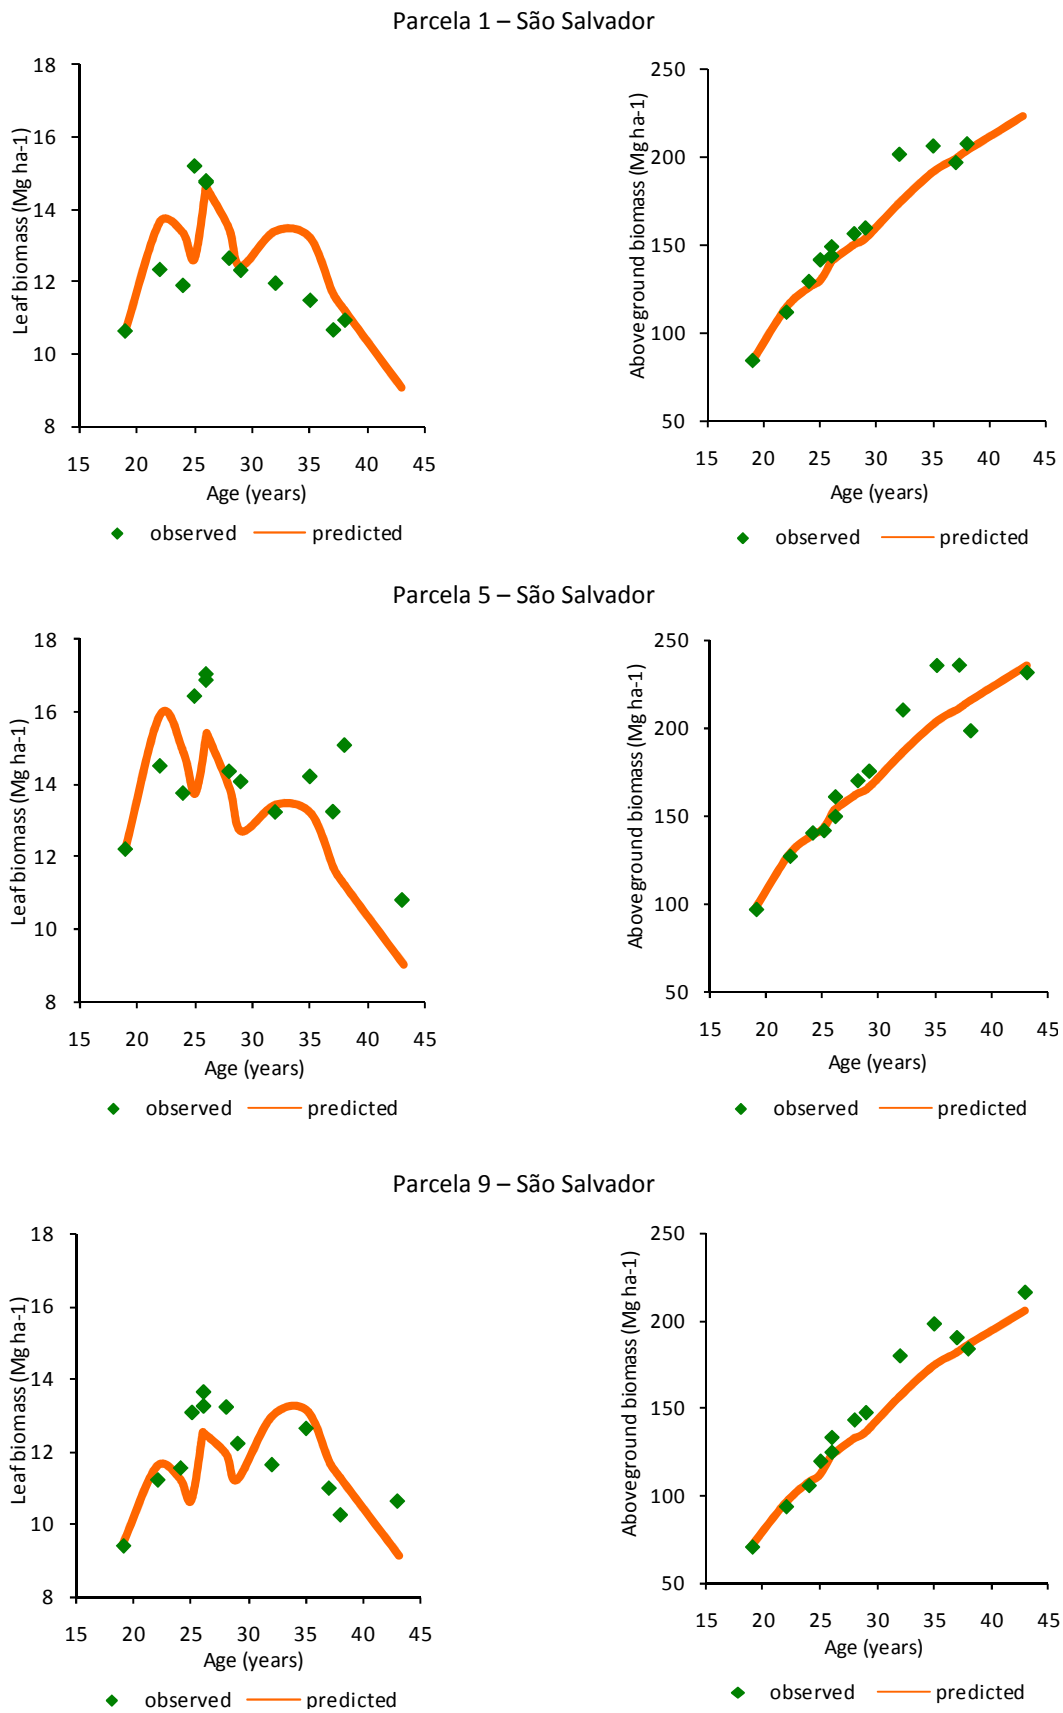 Parcela 1 – São Salvador
Leaf biomass (Mg ha-1)
18
16
14
12
10
8
15 20 25 30 35 40 45
Age (years)
observed predicted
Aboveground biomass (Mg ha-1)
250
200
150
100
50
15 20 25 30 35 40 45
Age (years)
observed predicted
Parcela 5 – São Salvador
Leaf biomass (Mg ha-1)
18
16
14
12
10
8
15 20 25 30 35 40 45
Age (years)
observed predicted
Aboveground biomass (Mg ha-1)
250
200
150
100
50
15 20 25 30 35 40 45
Age (years)
observed predicted
Parcela 9 – São Salvador
Leaf biomass (Mg ha-1)
18
16
14
12
10
8
15 20 25 30 35 40 45
Age (years)
observed predicted
Aboveground biomass (Mg ha-1)
250
200
150
100
50
15 20 25 30 35 40 45
Age (years)
observed predicted